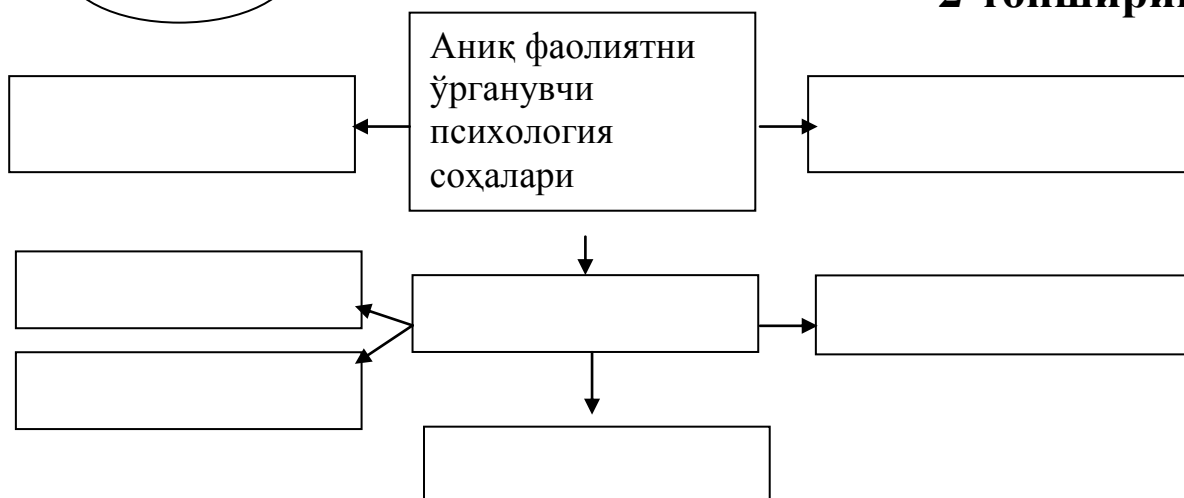 Аниқ фаолиятни
ўрганувчи
психология
соҳалари